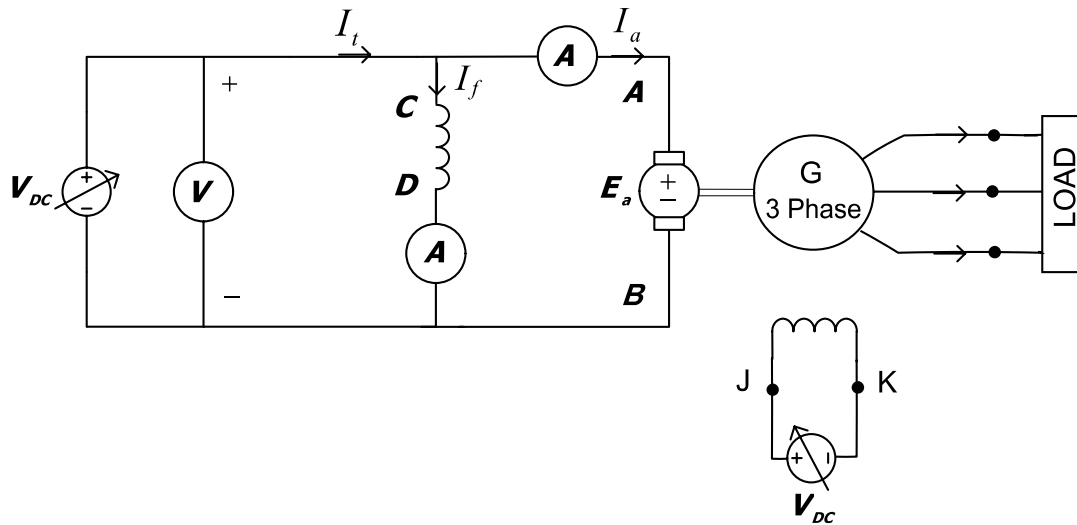 I_t
I_a
A
I_f
+
C
A
V_DC
+
−
V
D
E_a
+
−
G
3 Phase
LOAD
A
−
B
J
K
+
−
V_DC